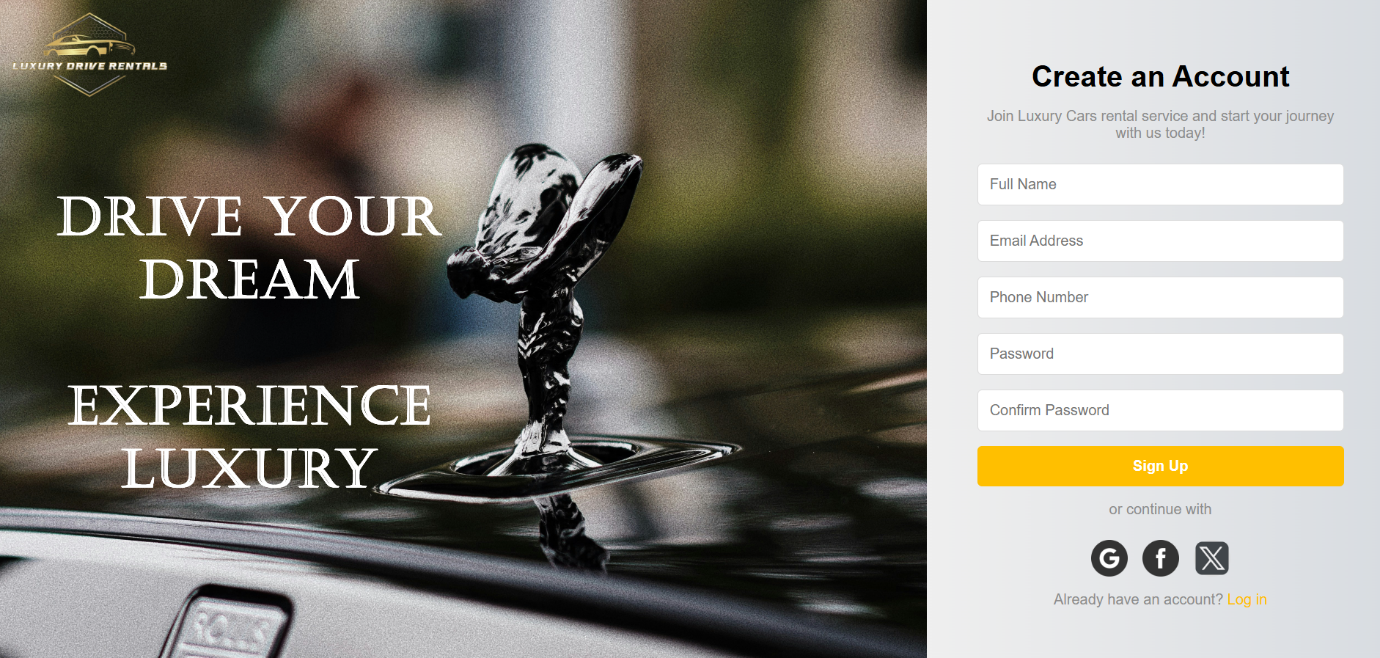 LUXURY DRIVE RENTALS
DRIVE YOUR
DREAM
EXPERIENCE
LUXURY
Create an Account
Join Luxury Cars rental service and start your journey
with us today!
Full Name
Email Address
Phone Number
Password
Confirm Password
Sign Up
or continue with
G f X
Already have an account? Log in